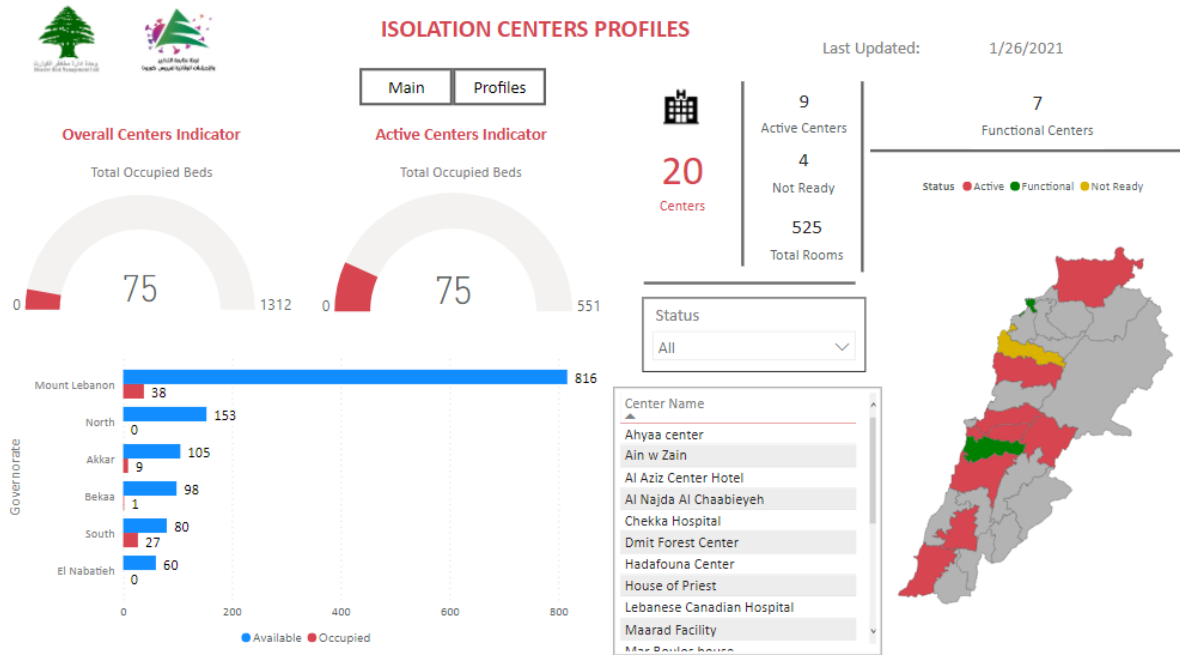 ISOLATION CENTERS PROFILES
Last Updated: 1/26/2021
Main
Profiles
Overall Centers Indicator
Total Occupied Beds
75
0
1312
Active Centers Indicator
Total Occupied Beds
75
0
551
20
Centers
9
Active Centers
4
Not Ready
525
Total Rooms
7
Functional Centers
Status Active Functional Not Ready
Status
All
Governorate
Mount Lebanon 816
38
North 153
0
Akkar 105
9
Bekaa 98
1
South 80
27
El Nabatieh 60
0
0 200 400 600 800
Available Occupied
Center Name
Ahyaa center
Ain w Zain
Al Aziz Center Hotel
Al Najda Al Chaabieyeh
Chekka Hospital
Dmit Forest Center
Hadafouna Center
House of Priest
Lebanese Canadian Hospital
Maarad Facility
Mar Boulos house